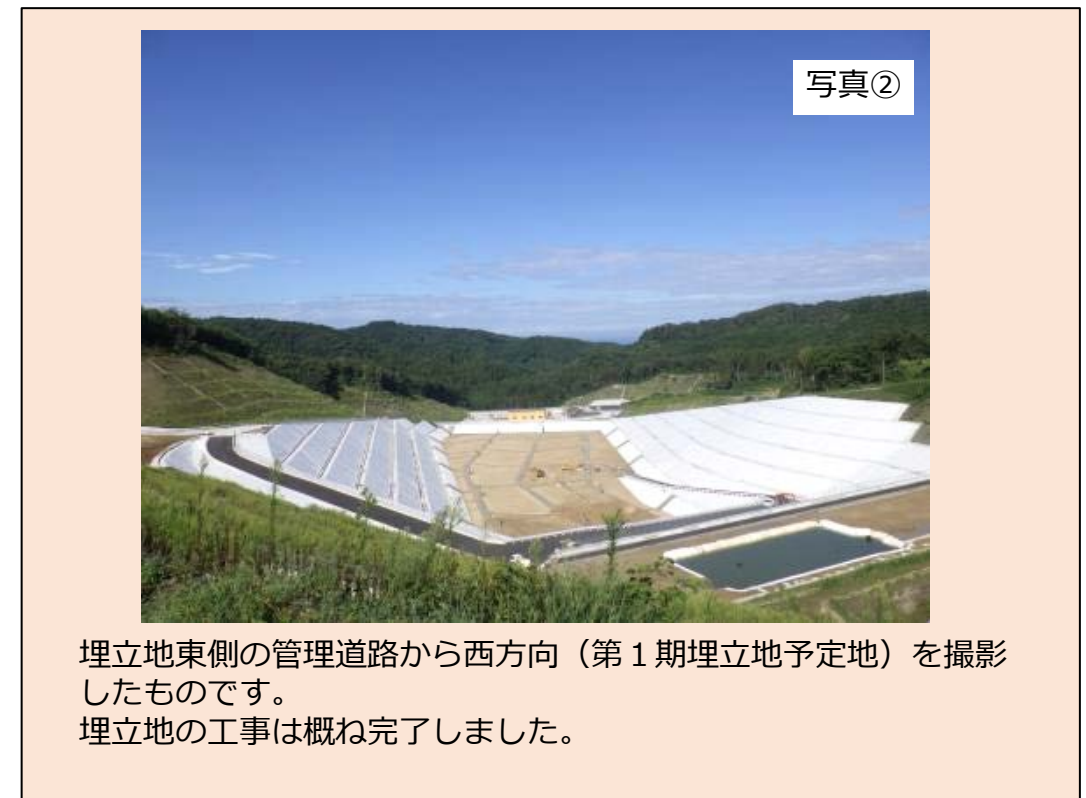 写真②
埋立地東側の管理道路から西方向（第１期埋立地予定地）を撮影
したものです。
埋立地の工事は概ね完了しました。